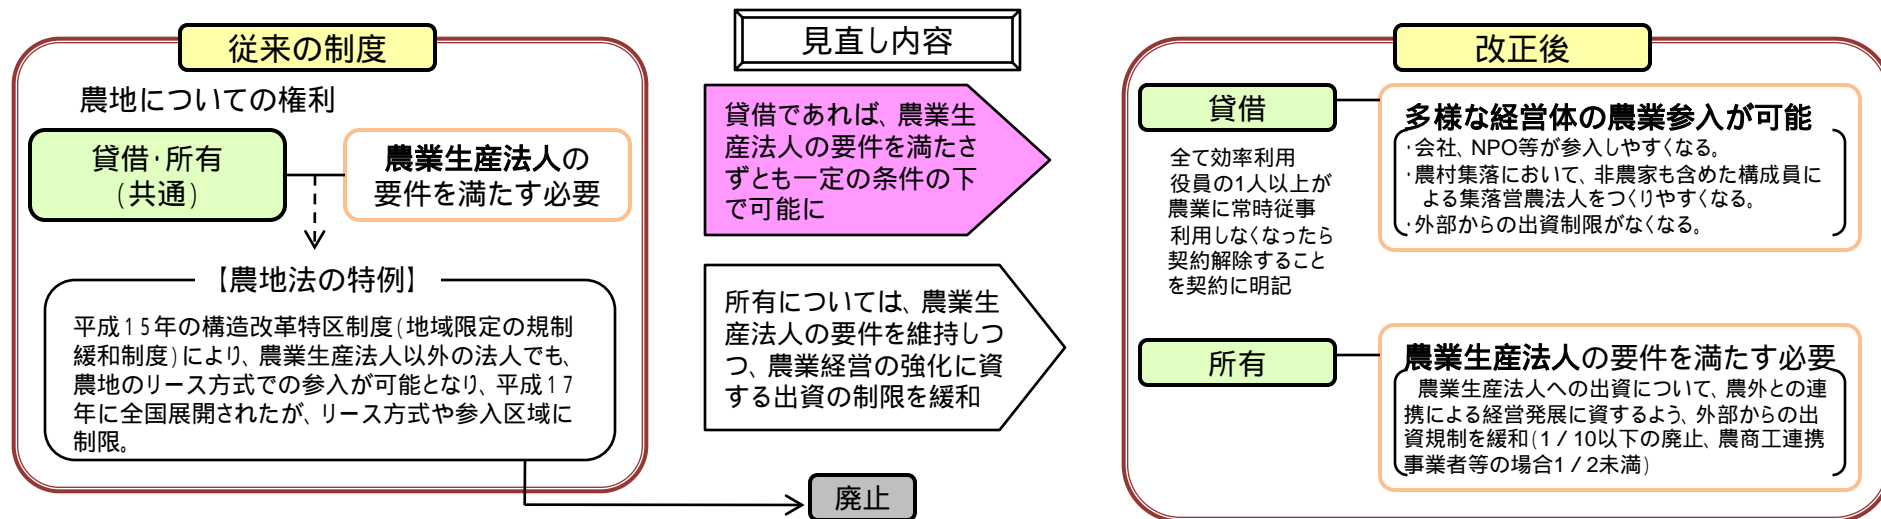 従来の制度
農地についての権利
貸借・所有
(共通)
農業生産法人の
要件を満たす必要
【農地法の特例】
平成15年の構造改革特区制度(地域限定の規制
緩和制度)により、農業生産法人以外の法人でも、
農地のリース方式での参入が可能となり、平成17
年に全国展開されたが、リース方式や参入区域に
制限。
見直し内容
貸借であれば、農業生
産法人の要件を満たさ
ずとも一定の条件の下
で可能に
所有については、農業生
産法人の要件を維持しつ
つ、農業経営の強化に資
する出資の制限を緩和
廃止
改正後
貸借
全て効率利用
役員の1人以上が
農業に常時従事
利用しなくなったら
契約解除すること
を契約に明記
多様な経営体の農業参入が可能
・会社、NPO等が参入しやすくなる。
・農村集落において、非農家も含めた構成員に
よる集落営農法人をつくりやすくなる。
・外部からの出資制限がなくなる。
所有
農業生産法人の要件を満たす必要
農業生産法人への出資について、農外との連
携による経営発展に資するよう、外部からの出
資規制を緩和(1/10以下の廃止、農商工連携
事業者等の場合1/2未満)